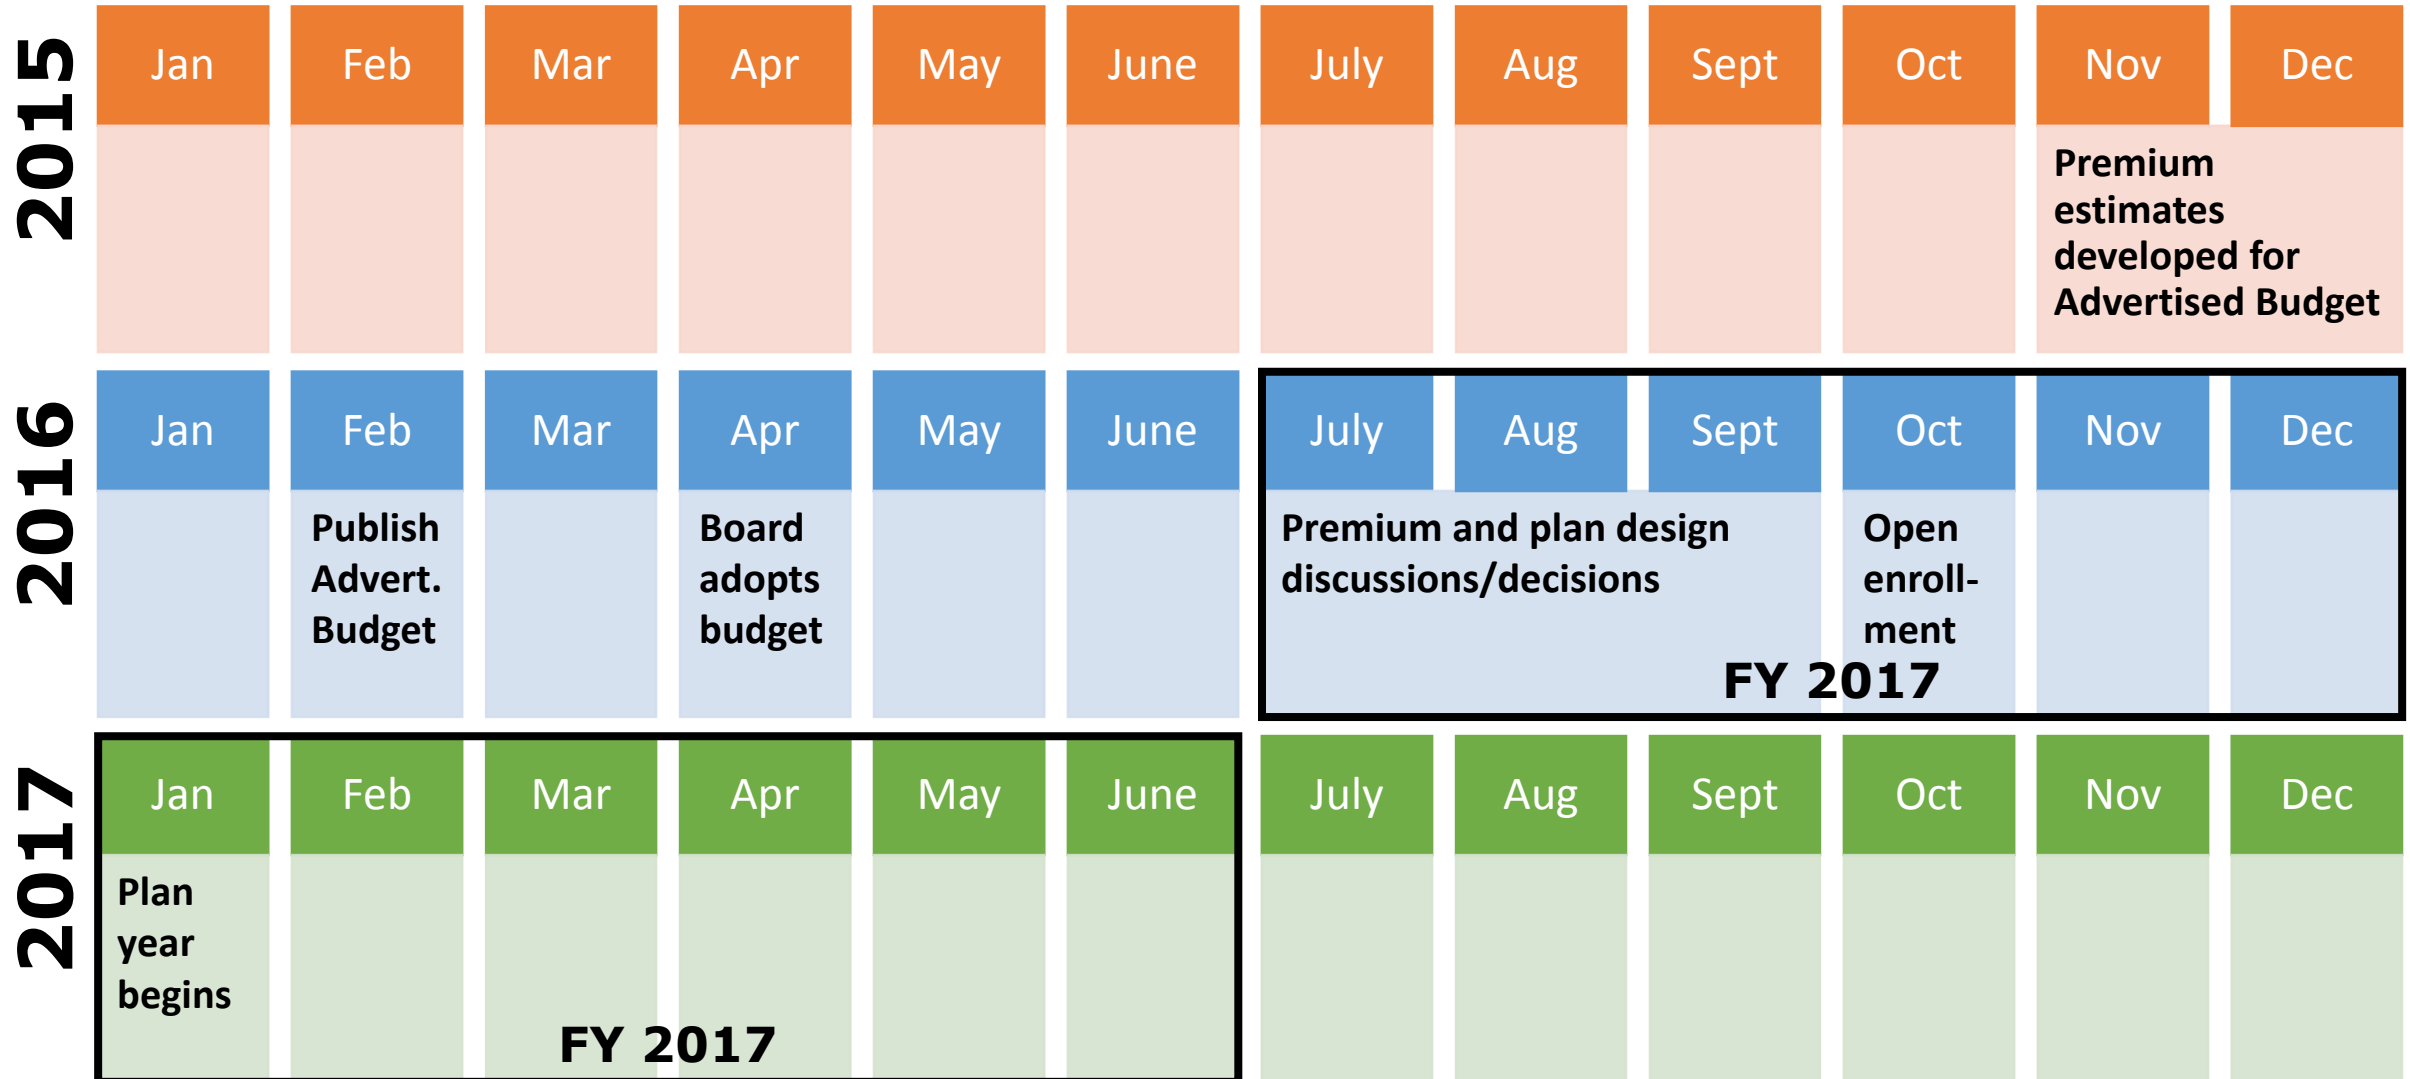 2015
Jan Feb Mar Apr May June July Aug Sept Oct Nov Dec
Premium
estimates
developed for
Advertised Budget
2016
Jan Feb Mar Apr May June July Aug Sept Oct Nov Dec
Publish
Advert.
Budget
Board
adopts
budget
Premium and plan design
discussions/decisions
Open
enroll-
ment
FY 2017
2017
Jan Feb Mar Apr May June July Aug Sept Oct Nov Dec
Plan
year
begins
FY 2017